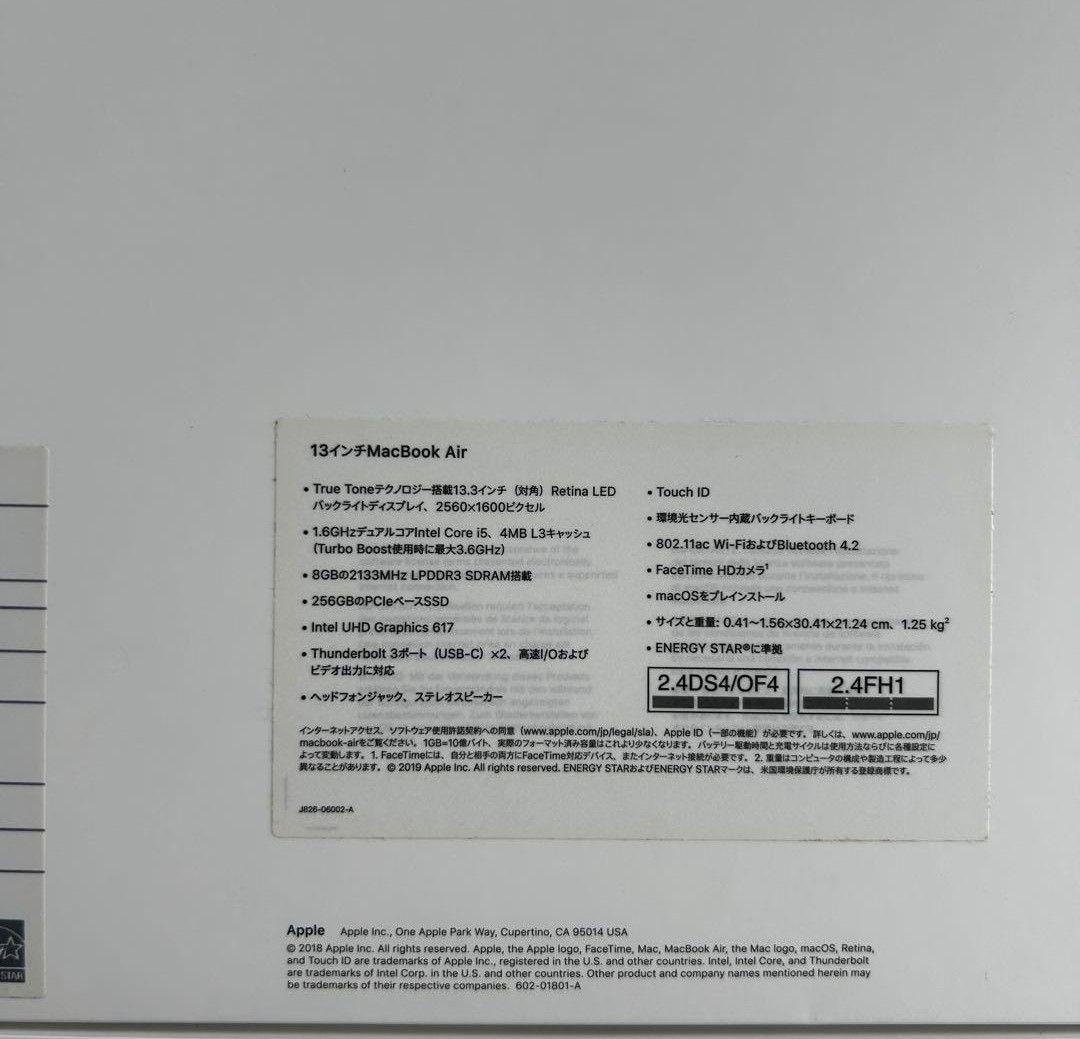 13インチMacBook Air
• True Toneテクノロジー搭載13.3インチ（対角）Retina LED
バックライトディスプレイ、2560×1600ピクセル
• 1.6GHzデュアルコアIntel Core i5、4MB L3キャッシュ
（Turbo Boost使用時に最大3.6GHz）
• 8GBの2133MHz LPDDR3 SDRAM搭載
• 256GBのPCIeベースSSD
• Intel UHD Graphics 617
• Thunderbolt 3ポート（USB-C）×2、高速I/Oおよび
ビデオ出力に対応
• ヘッドフォンジャック、ステレオスピーカー
• Touch ID
• 環境光センサー内蔵バックライトキーボード
• 802.11ac Wi-FiおよびBluetooth 4.2
• FaceTime HDカメラ¹
• macOSをプレインストール
• サイズと重量: 0.41～1.56×30.41×21.24 cm、1.25 kg²
• ENERGY STAR®に準拠
2.4DS4/OF4
2.4FH1
インターネットアクセス、ソフトウェア使用許諾契約への同意（www.apple.com/jp/legal/sla）、Apple ID（一部の機能）が必要です。詳しくは、www.apple.com/jp/
macbook-airをご覧ください。1GB=10億バイト、実際のフォーマット済み容量はこれより少なくなります。バッテリー駆動時間と充電サイクルは使用方法ならびに各種設定に
よって変動します。1. FaceTimeには、自分と相手の両方にFaceTime対応デバイス、またインターネット接続が必要です。2. 重量はコンピュータの構成や製造工程によって多少
異なることがあります。© 2019 Apple Inc. All rights reserved. ENERGY STARおよびENERGY STARマークは、米国環境保護庁が所有する登録商標です。
J826-06002-A
STAR
Apple Apple Inc., One Apple Park Way, Cupertino, CA 95014 USA
© 2018 Apple Inc. All rights reserved. Apple, the Apple logo, FaceTime, Mac, MacBook Air, the Mac logo, macOS, Retina,
and Touch ID are trademarks of Apple Inc., registered in the U.S. and other countries. Intel, Intel Core, and Thunderbolt
are trademarks of Intel Corp. in the U.S. and other countries. Other product and company names mentioned herein may
be trademarks of their respective companies. 602-01801-A